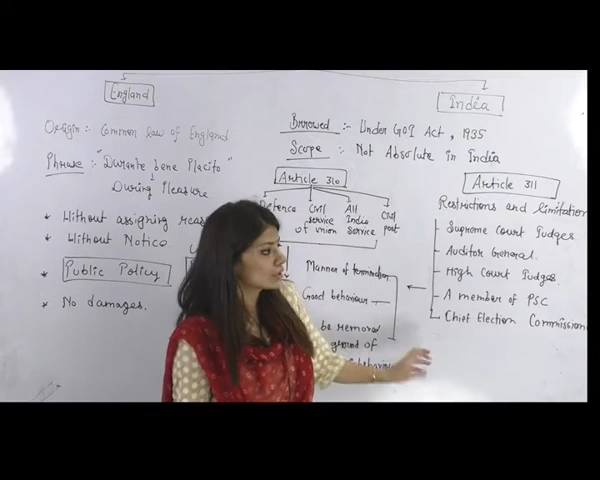 England
Origin :- Common law of England
Phrase :- "Durante bene Placito"
During Pleasure
* Without assigning
* Without Notice
* Public Policy
* No damages.
India
Borrowed :- Under GOI Act, 1935
Scope :- Not Absolute in India
Article 310
Defence
Civil service of union
All India Service
Civil post
Manner of termination
Good behaviour
be removed
ground of
Article 311
Restrictions and limitation
Supreme Court Judges
Auditor General.
High Court Judges.
A member of PSC
Chief Election Commission